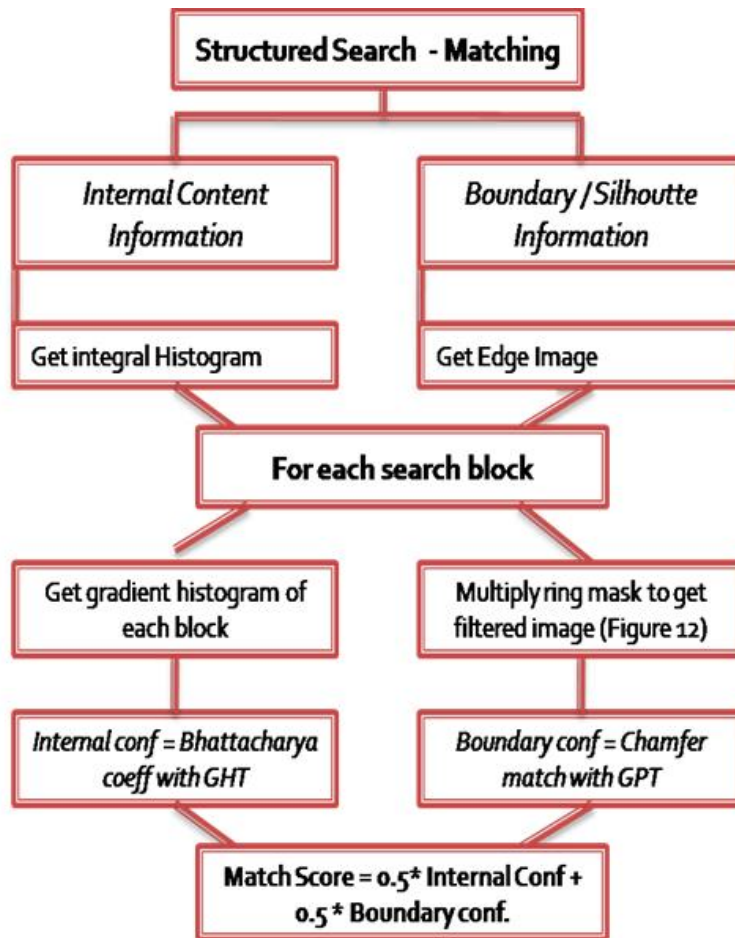 Structured Search - Matching
Internal Content
Information
Boundary / Silhoutte
Information
Get integral Histogram
Get Edge Image
For each search block
Get gradient histogram of
each block
Multiply ring mask to get
filtered image (Figure 12)
Internal conf = Bhattacharya
coeff with GHT
Boundary conf = Chamfer
match with GPT
Match Score = 0.5* Internal Conf +
0.5 * Boundary conf.